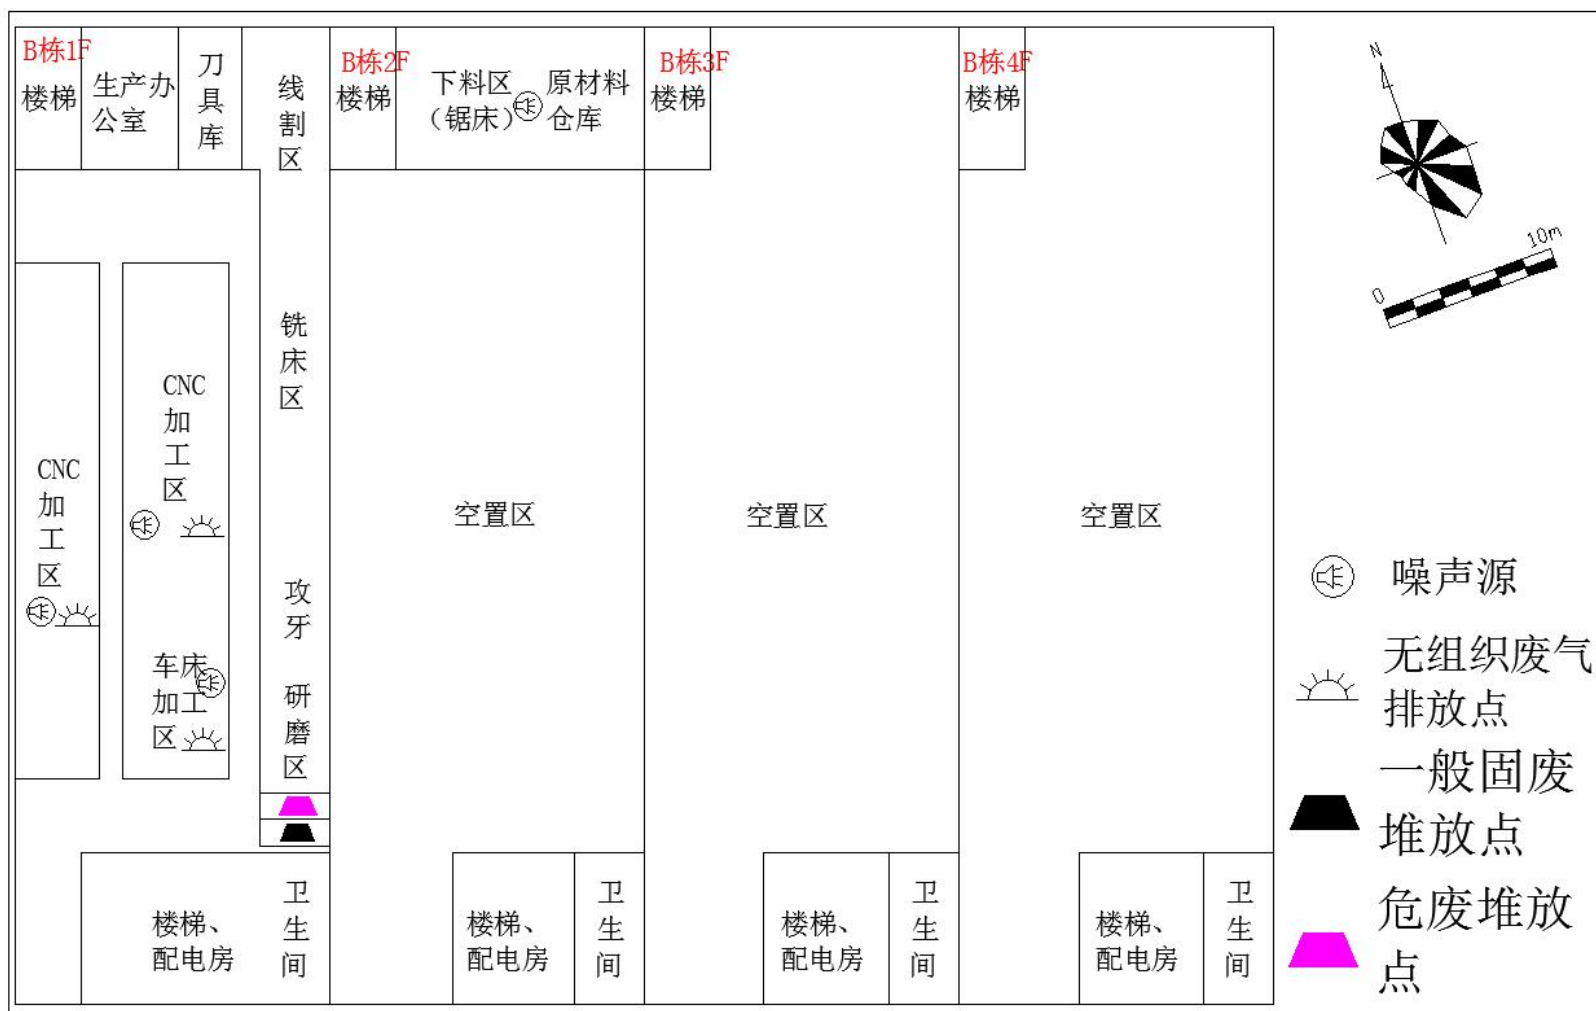 B栋1F
楼梯
生产办
公室
刀
具
库
线
割
区
B栋2F
楼梯
下料区
(锯床)
原材料
仓库
B栋3F
楼梯
B栋4F
楼梯
N
0
10m
CNC
加
工
区
CNC
加
工
区
车床
加工
区
铣
床
区
攻
牙
研
磨
区
空置区
空置区
空置区
楼梯、
配电房
卫
生
间
楼梯、
配电房
卫
生
间
楼梯、
配电房
卫
生
间
楼梯、
配电房
卫
生
间
噪声源
无组织废气
排放点
一般固废
堆放点
危废堆放
点